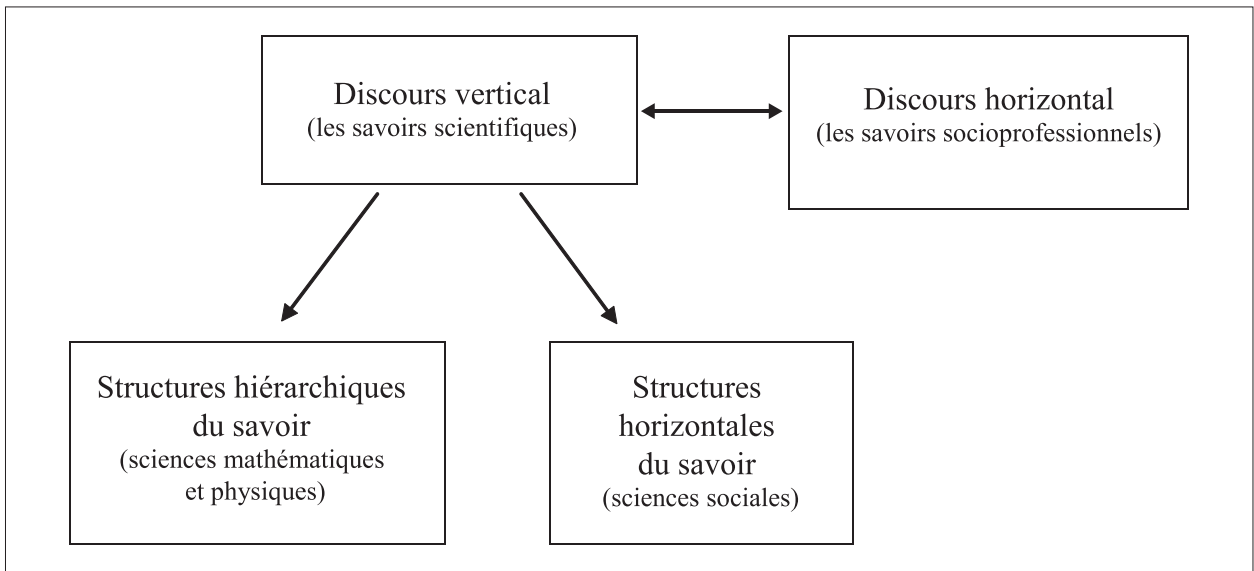 Discours vertical
(les savoirs scientifiques)
Discours horizontal
(les savoirs socioprofessionnels)
Structures hiérarchiques
du savoir
(sciences mathématiques
et physiques)
Structures
horizontales
du savoir
(sciences sociales)